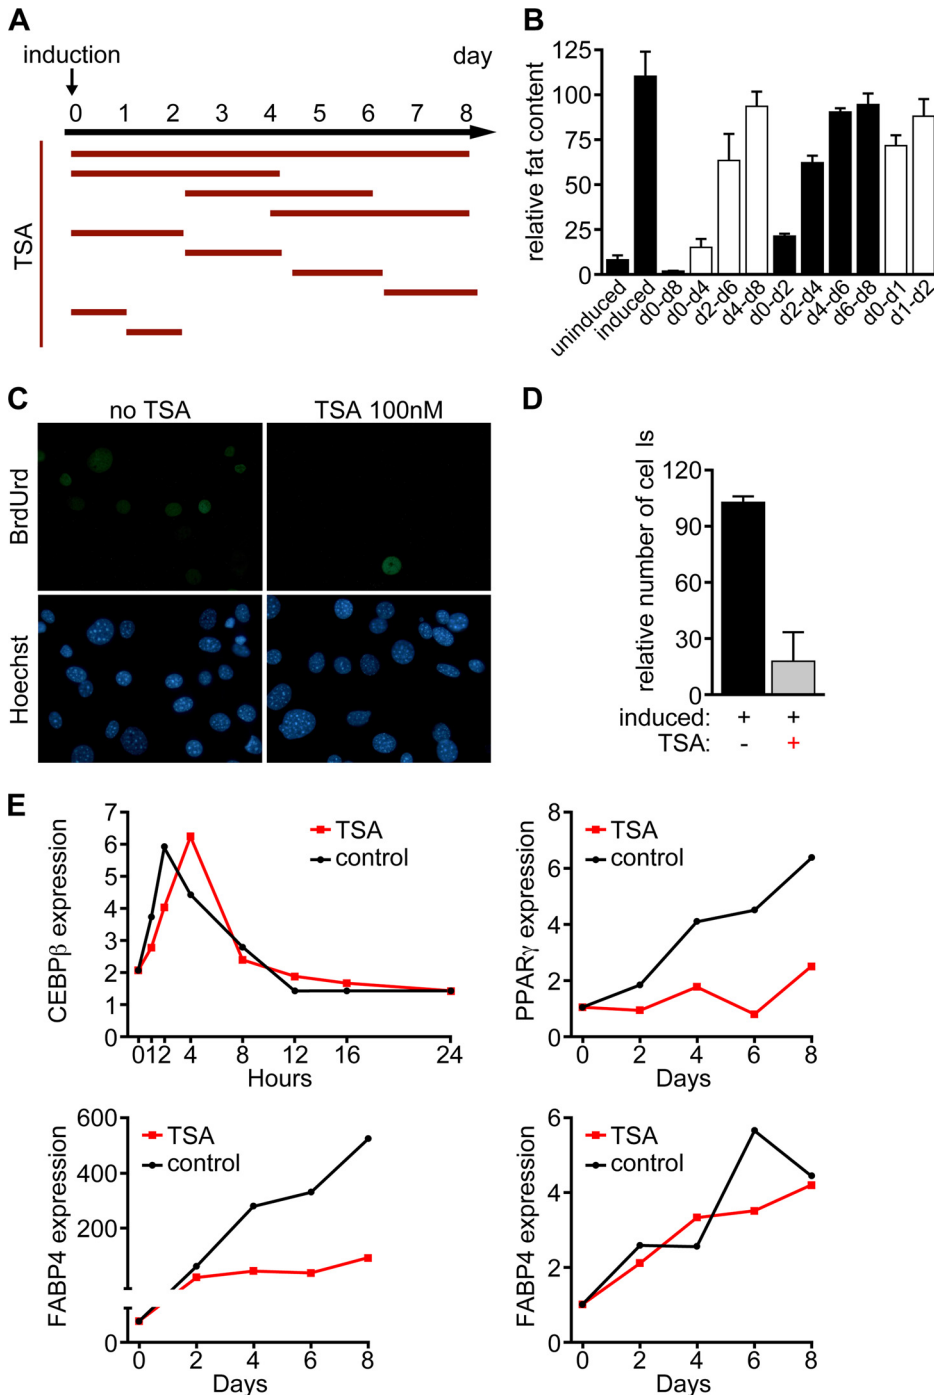 A
induction
day
0 1 2 3 4 5 6 7 8
TSA
B
relative fat content
125
100
75
50
25
0
uninduced
induced
d0-d8
d0-d4
d2-d6
d4-d8
d0-d2
d2-d4
d4-d6
d6-d8
d0-d1
d1-d2
C
no TSA
TSA 100nM
BrdUrd
Hoechst
D
relative number of cel ls
120
90
60
30
0
induced: + +
TSA: - +
E
CEBPβ expression
7
6
5
4
3
2
1
0
TSA
control
0 1 2 4 8 12 16 24
Hours
PPARγ expression
8
6
4
2
0
TSA
control
0 2 4 6 8
Days
FABP4 expression
600
400
200
0
TSA
control
0 2 4 6 8
Days
FABP4 expression
6
4
2
0
TSA
control
0 2 4 6 8
Days